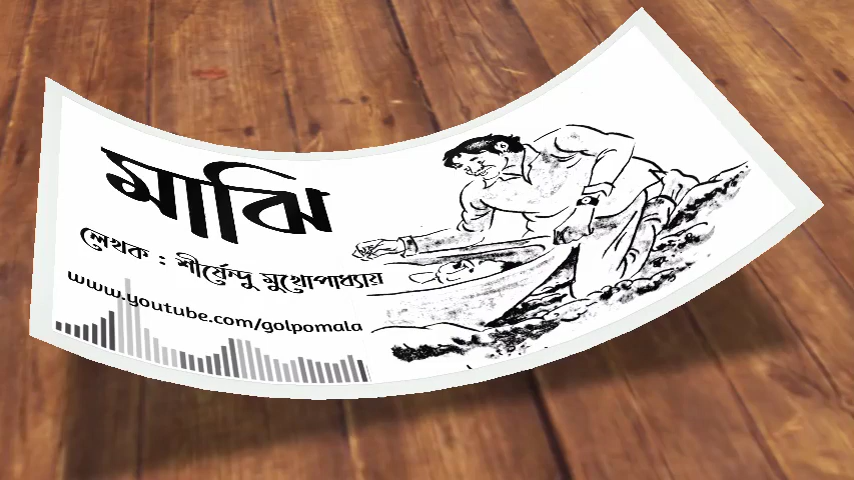 মাঝি
লেখক : শীর্ষেন্দু মুখোপাধ্যায়
www.youtube.com/golpomala